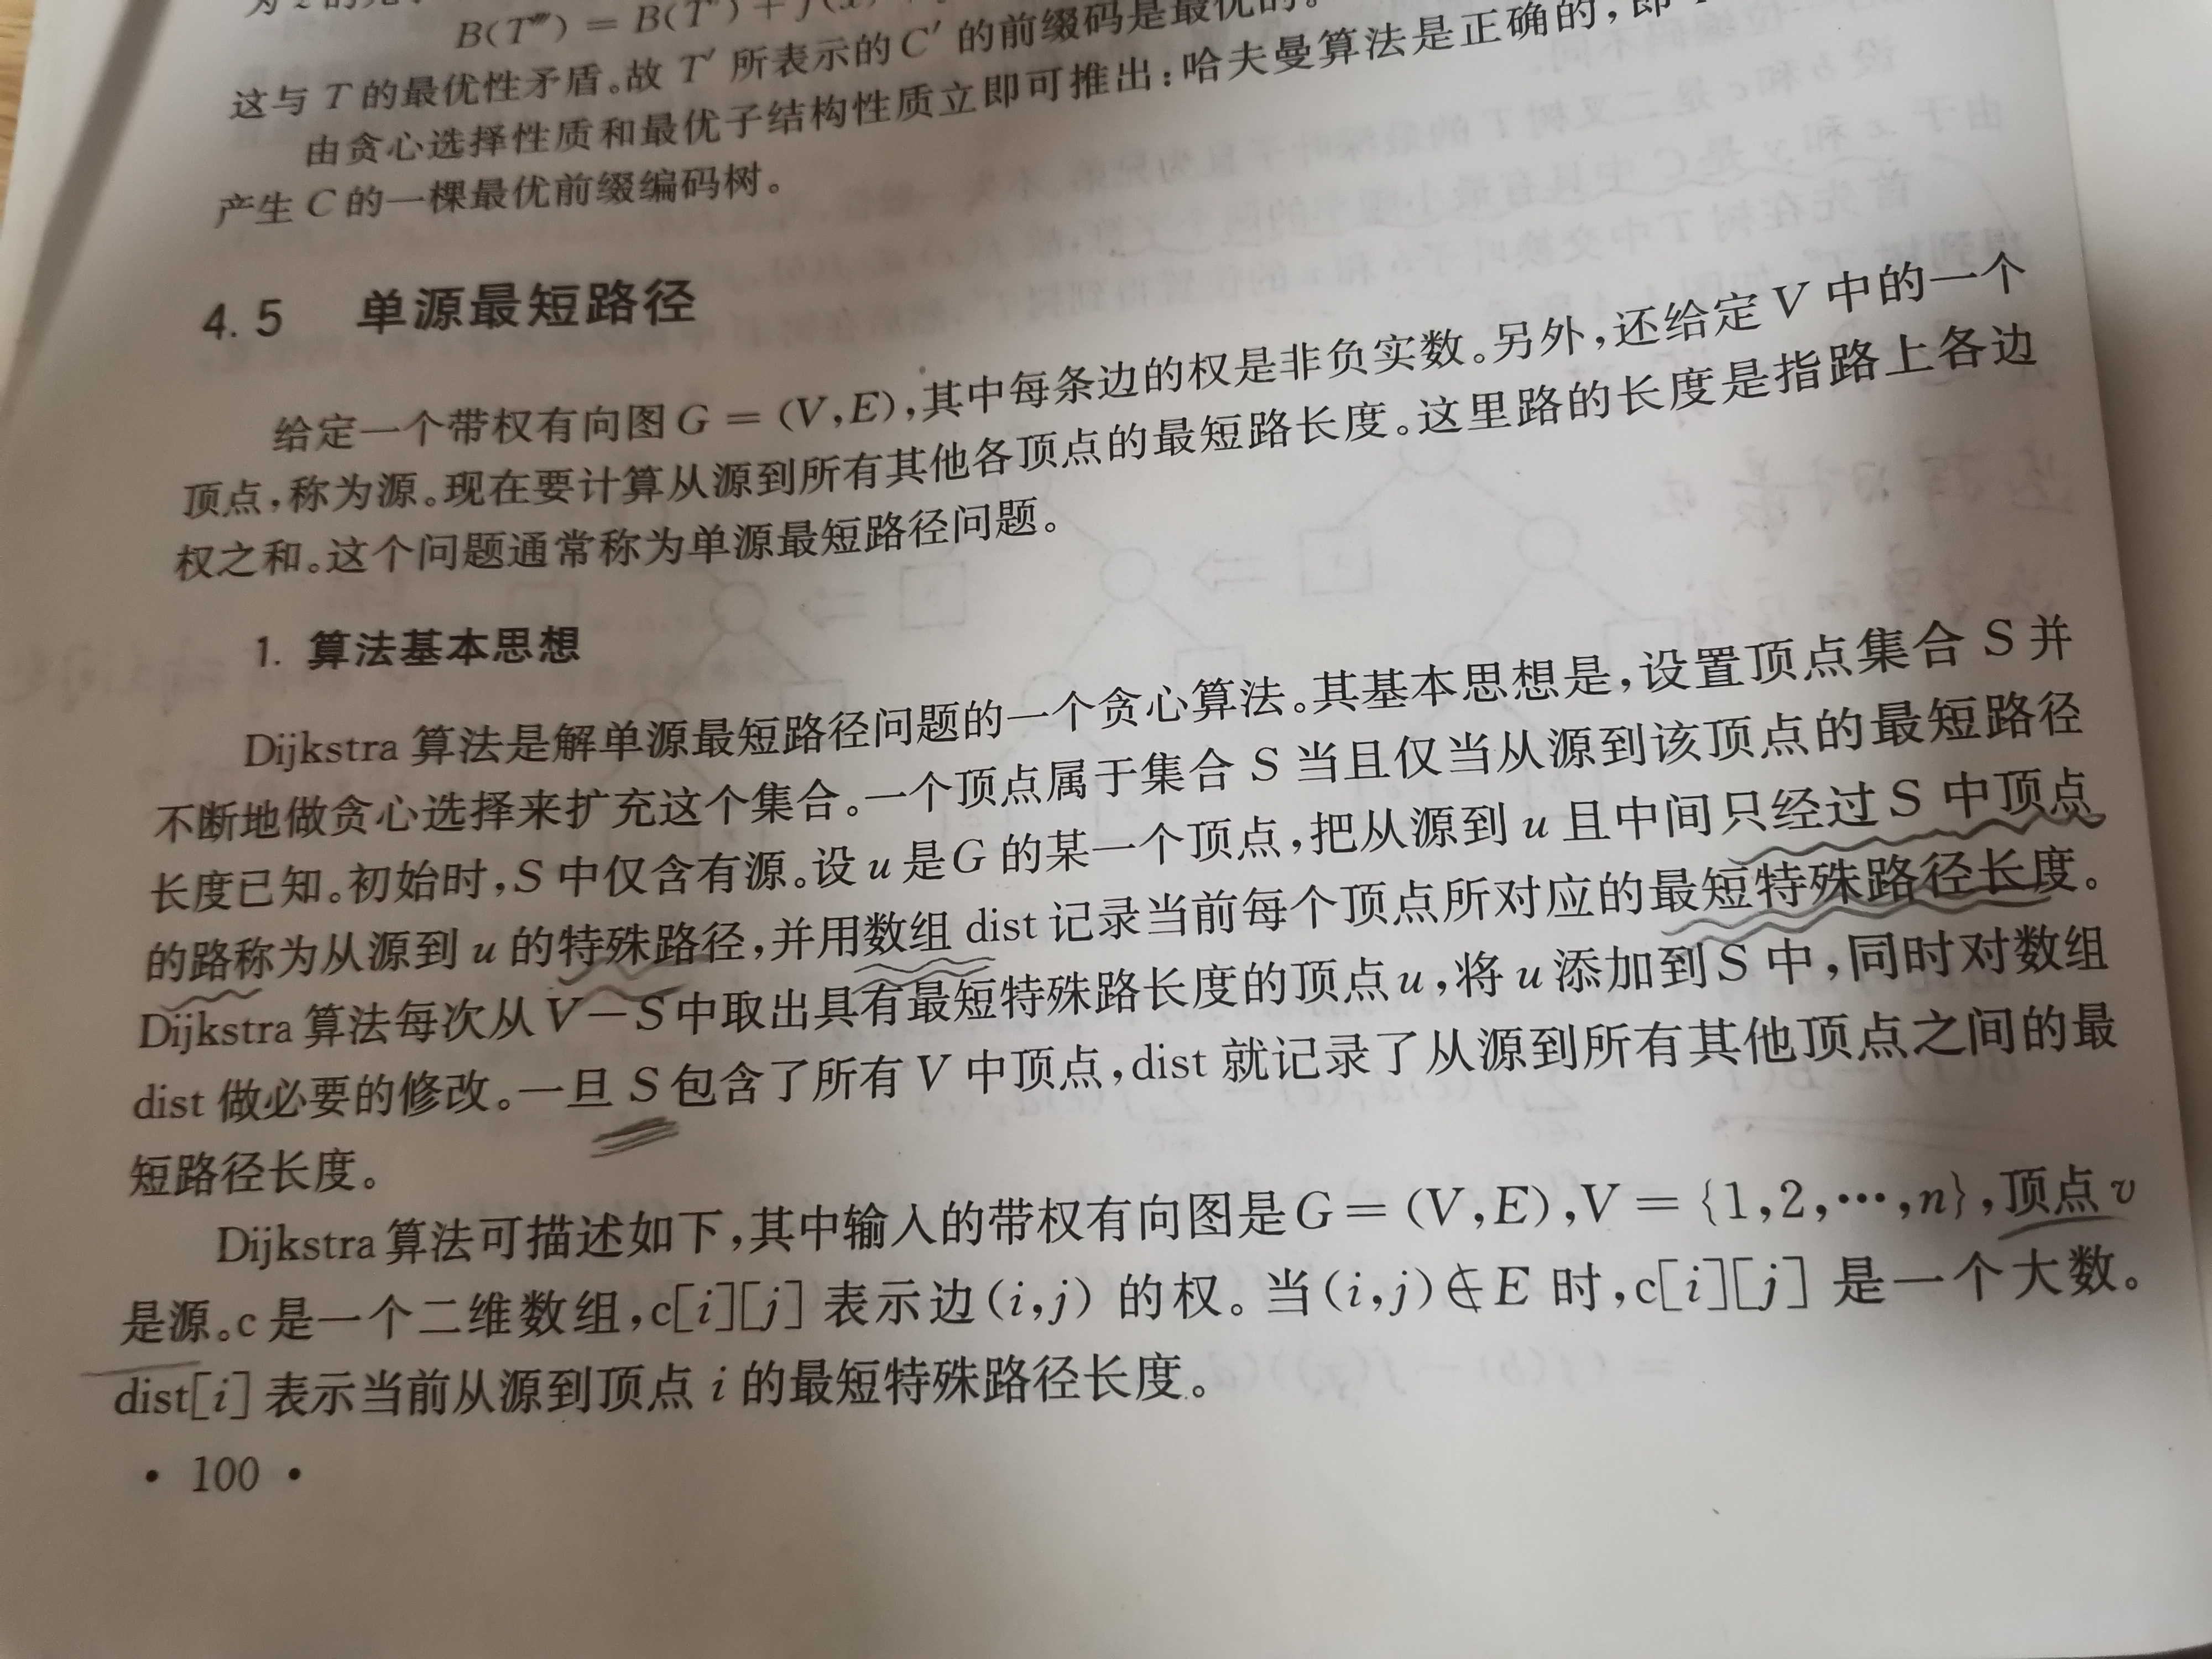 B(T‴) = B(T
这与 T 的最优性矛盾。故 T′ 所表示的 C′ 的前缀码是最优的。
由贪心选择性质和最优子结构性质立即可推出：哈夫曼算法是正确的，即
产生 C 的一棵最优前缀编码树。
4.5 单源最短路径
给定一个带权有向图 G = (V,E)，其中每条边的权是非负实数。另外，还给定 V 中的一个
顶点，称为源。现在要计算从源到所有其他各顶点的最短路长度。这里路的长度是指路上各边
权之和。这个问题通常称为单源最短路径问题。
1. 算法基本思想
Dijkstra 算法是解单源最短路径问题的一个贪心算法。其基本思想是，设置顶点集合 S 并
不断地做贪心选择来扩充这个集合。一个顶点属于集合 S 当且仅当从源到该顶点的最短路径
长度已知。初始时，S 中仅含有源。设 u 是 G 的某一个顶点，把从源到 u 且中间只经过 S 中顶点
的路称为从源到 u 的特殊路径，并用数组 dist 记录当前每个顶点所对应的最短特殊路径长度。
Dijkstra 算法每次从 V－S 中取出具有最短特殊路长度的顶点 u，将 u 添加到 S 中，同时对数组
dist 做必要的修改。一旦 S 包含了所有 V 中顶点，dist 就记录了从源到所有其他顶点之间的最
短路径长度。
Dijkstra 算法可描述如下，其中输入的带权有向图是 G = (V,E)，V = {1,2,⋯,n}，顶点 v
是源。c 是一个二维数组，c[i][j] 表示边(i,j) 的权。当(i,j)∉E 时，c[i][j] 是一个大数。
dist[i] 表示当前从源到顶点 i 的最短特殊路径长度。
· 100 ·